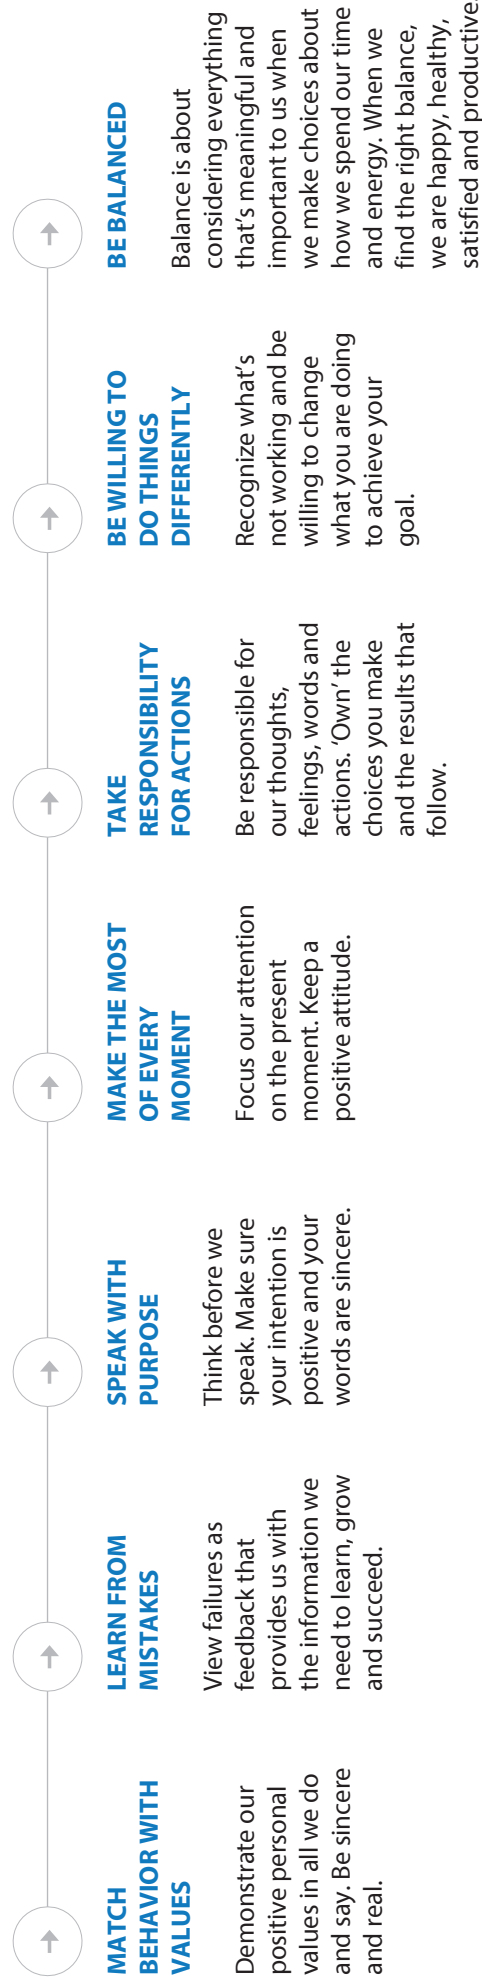 MATCH
BEHAVIOR WITH
VALUES
Demonstrate our
positive personal
values in all we do
and say. Be sincere
and real.
LEARN FROM
MISTAKES
View failures as
feedback that
provides us with
the information we
need to learn, grow
and succeed.
SPEAK WITH
PURPOSE
Think before we
speak. Make sure
your intention is
positive and your
words are sincere.
MAKE THE MOST
OF EVERY
MOMENT
Focus our attention
on the present
moment. Keep a
positive attitude.
TAKE
RESPONSIBILITY
FOR ACTIONS
Be responsible for
our thoughts,
feelings, words and
actions. ‘Own’ the
choices you make
and the results that
follow.
BE WILLING TO
DO THINGS
DIFFERENTLY
Recognize what’s
not working and be
willing to change
what you are doing
to achieve your
goal.
BE BALANCED
Balance is about
considering everything
that’s meaningful and
important to us when
we make choices about
how we spend our time
and energy. When we
find the right balance,
we are happy, healthy,
satisfied and productive.